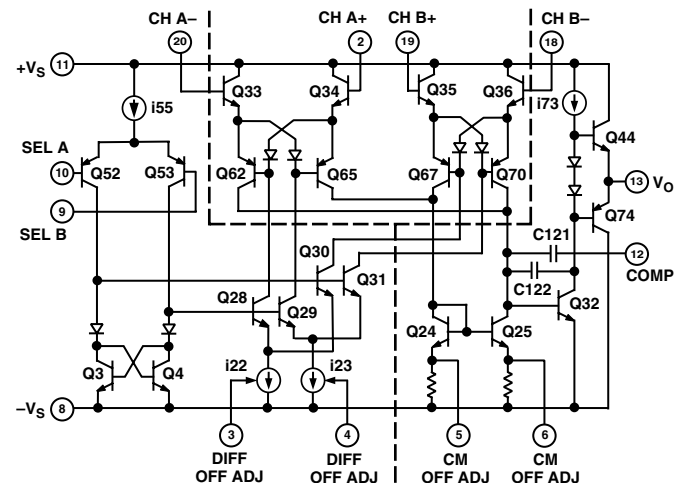 CH A– CH A+ CH B+ CH B–
20 2 19 18
+VS 11
Q33 Q34 Q35 Q36
i55 i73 Q44
SEL A
10 Q52 Q53 Q62 Q65 Q67 Q70 13 VO
9 Q74
SEL B
C121 12
Q30 COMP
Q31 C122
Q28 Q29 Q32
Q24 Q25
Q3 Q4 i22 i23
–VS 8
3 4 5 6
DIFF DIFF CM CM
OFF ADJ OFF ADJ OFF ADJ OFF ADJ